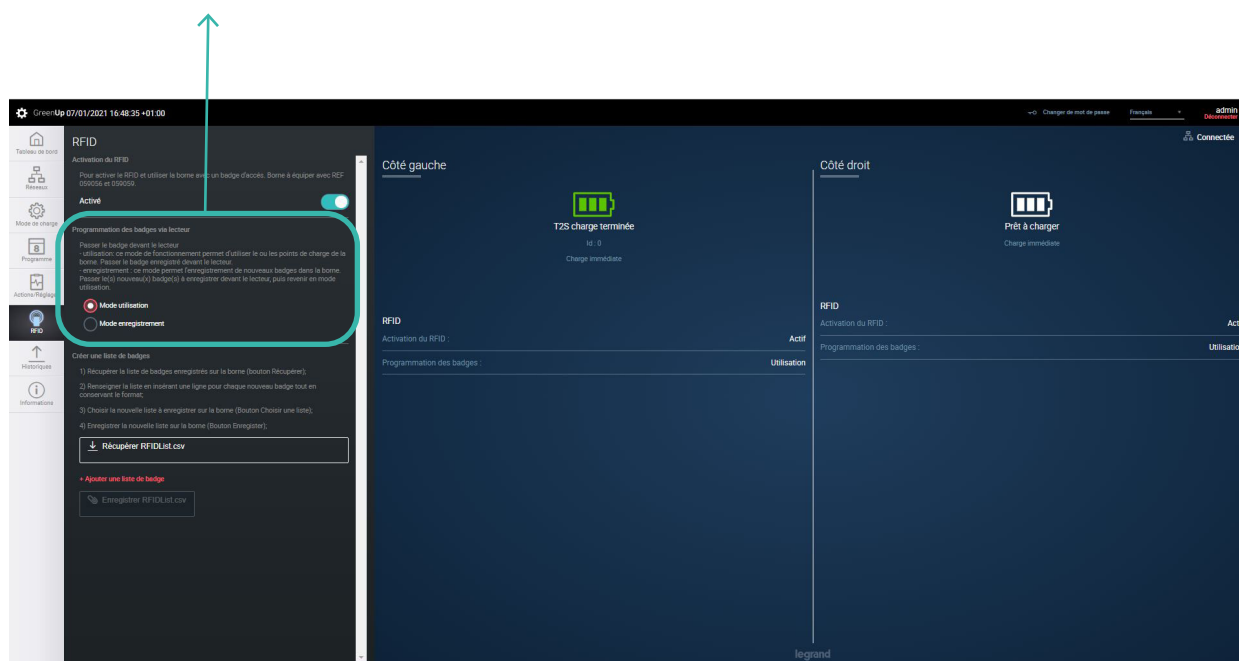 GreenUp 07/01/2021 16:48:35 +01:00
Changer de mot de passe
Français
admin
Déconnecter
Tableau de bord
Réseaux
Mode de charge
8
Programme
Actions/Réglage
RFID
Historiques
Informations
RFID
Activation du RFID
Pour activer le RFID et utiliser la borne avec un badge d'accés. Borne à équiper avec REF
059056 et 059059.
Activé
Programmation des badges via lecteur
Passer le badge devant le lecteur
- utilisation: ce mode de fonctionnement permet d'utiliser le ou les points de charge de la
borne. Passer le badge enregistré devant le lecteur.
- enregistrement : ce mode permet l'enregistrement de nouveaux badges dans la borne.
Passer le(s) nouveau(x) badge(s) à enregistrer devant le lecteur, puis revenir en mode
utilisation.
Mode utilisation
Mode enregistrement
Créer une liste de badges
1) Récupérer la liste de badges enregistrés sur la borne (bouton Récupérer);
2) Renseigner la liste en insérant une ligne pour chaque nouveau badge tout en
conservant le format;
3) Choisir la nouvelle liste à enregistrer sur la borne (Bouton Choisir une liste);
4) Enregistrer la nouvelle liste sur la borne (Bouton Enregister);
Récupérer RFIDList.csv
+ Ajouter une liste de badge
Enregistrer RFIDList.csv
Connectée
Côté gauche
T2S charge terminée
Id : 0
Charge immédiate
RFID
Activation du RFID : Actif
Programmation des badges : Utilisation
Côté droit
Prêt à charger
Charge immédiate
RFID
Activation du RFID : Act
Programmation des badges : Utilisatio
legrand